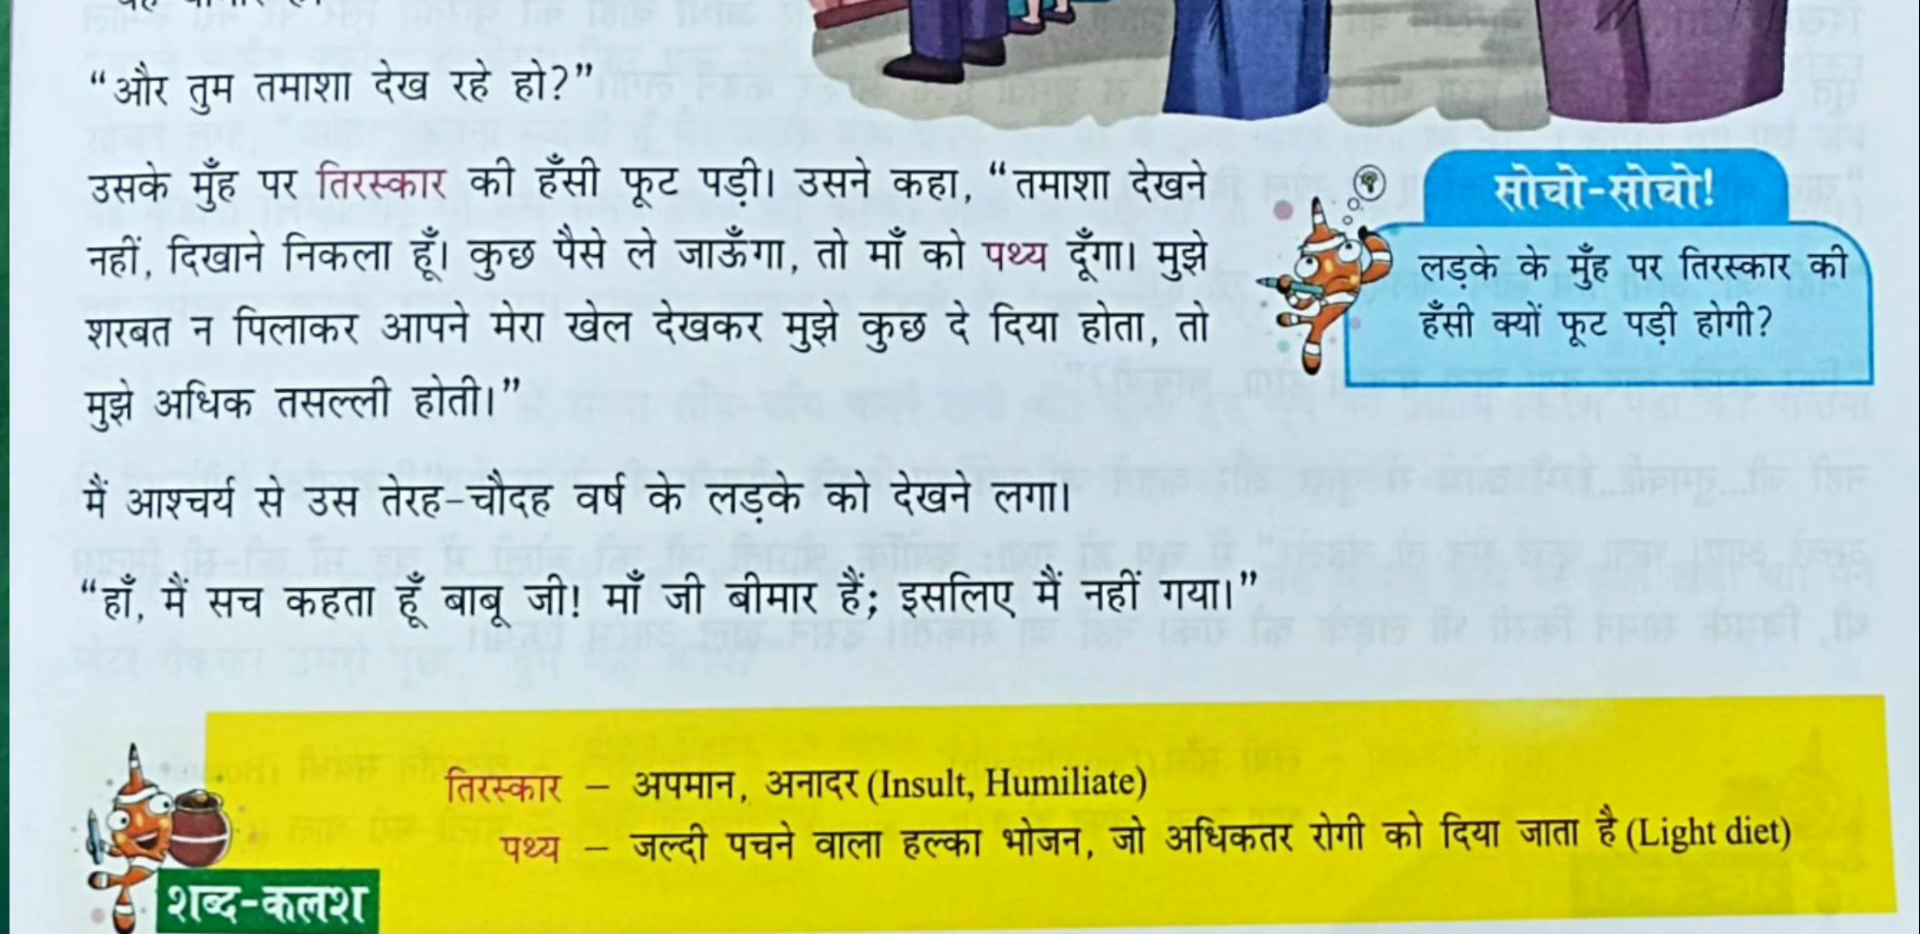 “और तुम तमाशा देख रहे हो?”
उसके मुँह पर तिरस्कार की हँसी फूट पड़ी। उसने कहा, “तमाशा देखने
नहीं, दिखाने निकला हूँ। कुछ पैसे ले जाऊँगा, तो माँ को पथ्य दूँगा। मुझे
शरबत न पिलाकर आपने मेरा खेल देखकर मुझे कुछ दे दिया होता, तो
मुझे अधिक तसल्ली होती।”
सोचो-सोचो!
लड़के के मुँह पर तिरस्कार की
हँसी क्यों फूट पड़ी होगी?
मैं आश्चर्य से उस तेरह-चौदह वर्ष के लड़के को देखने लगा।
“हाँ, मैं सच कहता हूँ बाबू जी! माँ जी बीमार हैं; इसलिए मैं नहीं गया।”
तिरस्कार – अपमान, अनादर (Insult, Humiliate)
पथ्य – जल्दी पचने वाला हल्का भोजन, जो अधिकतर रोगी को दिया जाता है (Light diet)
शब्द-कलश